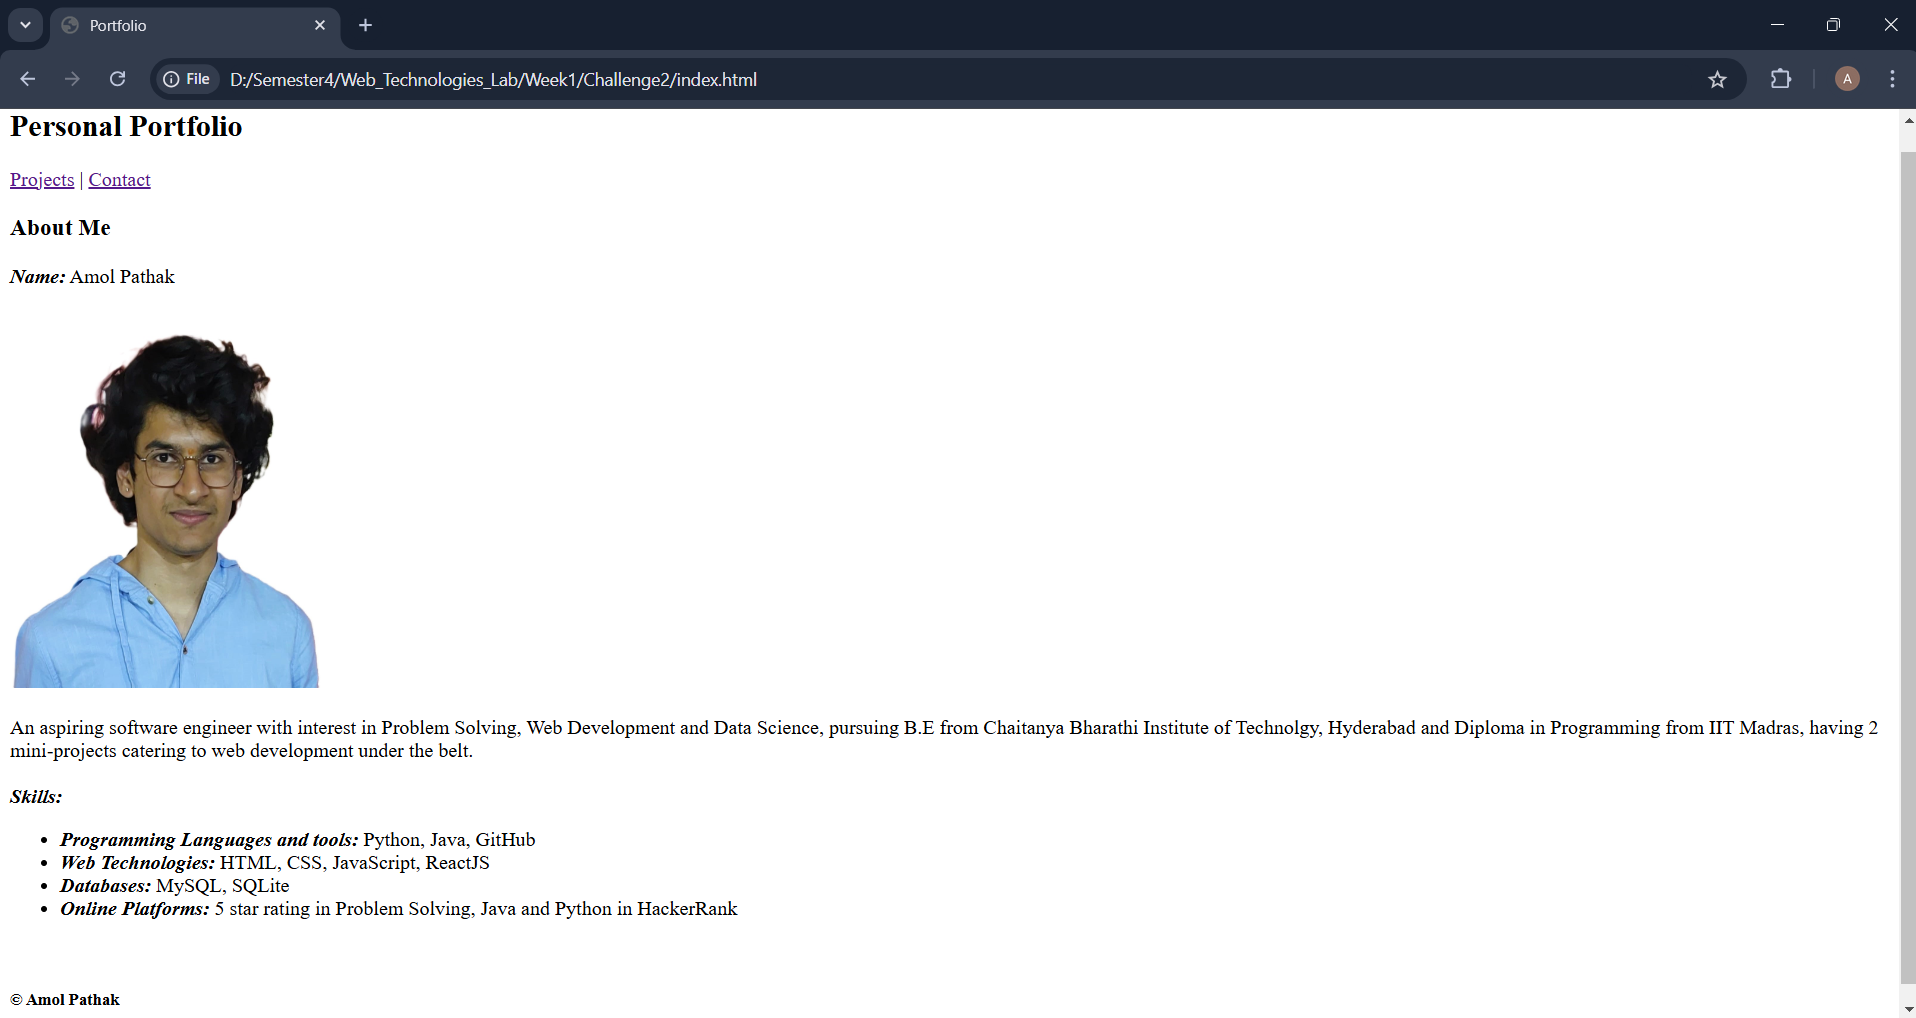 Portfolio
File D:/Semester4/Web_Technologies_Lab/Week1/Challenge2/index.html
A
Personal Portfolio
Projects | Contact
About Me
Name: Amol Pathak
An aspiring software engineer with interest in Problem Solving, Web Development and Data Science, pursuing B.E from Chaitanya Bharathi Institute of Technolgy, Hyderabad and Diploma in Programming from IIT Madras, having 2
mini-projects catering to web development under the belt.
Skills:
• Programming Languages and tools: Python, Java, GitHub
• Web Technologies: HTML, CSS, JavaScript, ReactJS
• Databases: MySQL, SQLite
• Online Platforms: 5 star rating in Problem Solving, Java and Python in HackerRank
© Amol Pathak